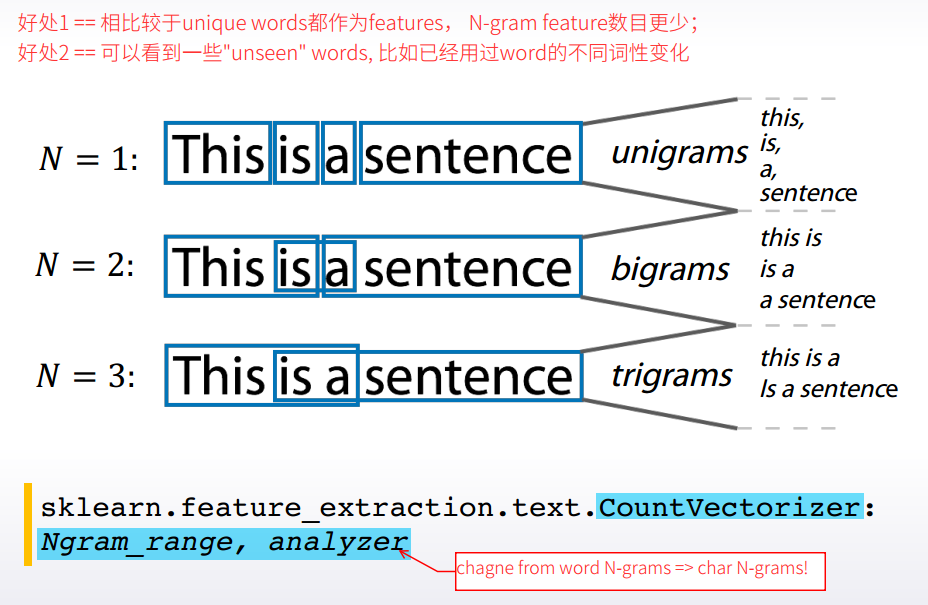 好处1 == 相比较于unique words都作为features， N-gram feature数目更少；
好处2 == 可以看到一些"unseen" words, 比如已经用过word的不同词性变化
N = 1:
This is a sentence
unigrams
this,
is,
a,
sentence
N = 2:
This is a sentence
bigrams
this is
is a
a sentence
N = 3:
This is a sentence
trigrams
this is a
Is a sentence
sklearn.feature_extraction.text.CountVectorizer:
Ngram_range, analyzer
chagne from word N-grams => char N-grams!